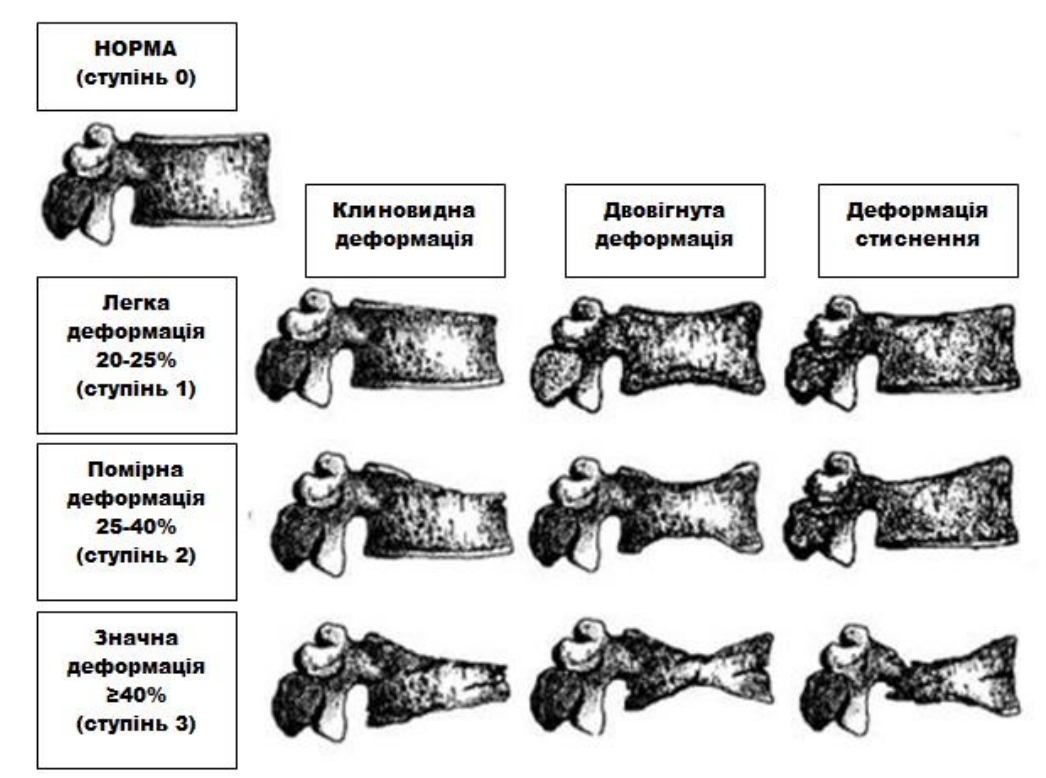 НОРМА
(ступінь 0)
Клиновидна
деформація
Двовігнута
деформація
Деформація
стиснення
Легка
деформація
20-25%
(ступінь 1)
Помірна
деформація
25-40%
(ступінь 2)
Значна
деформація
≥40%
(ступінь 3)